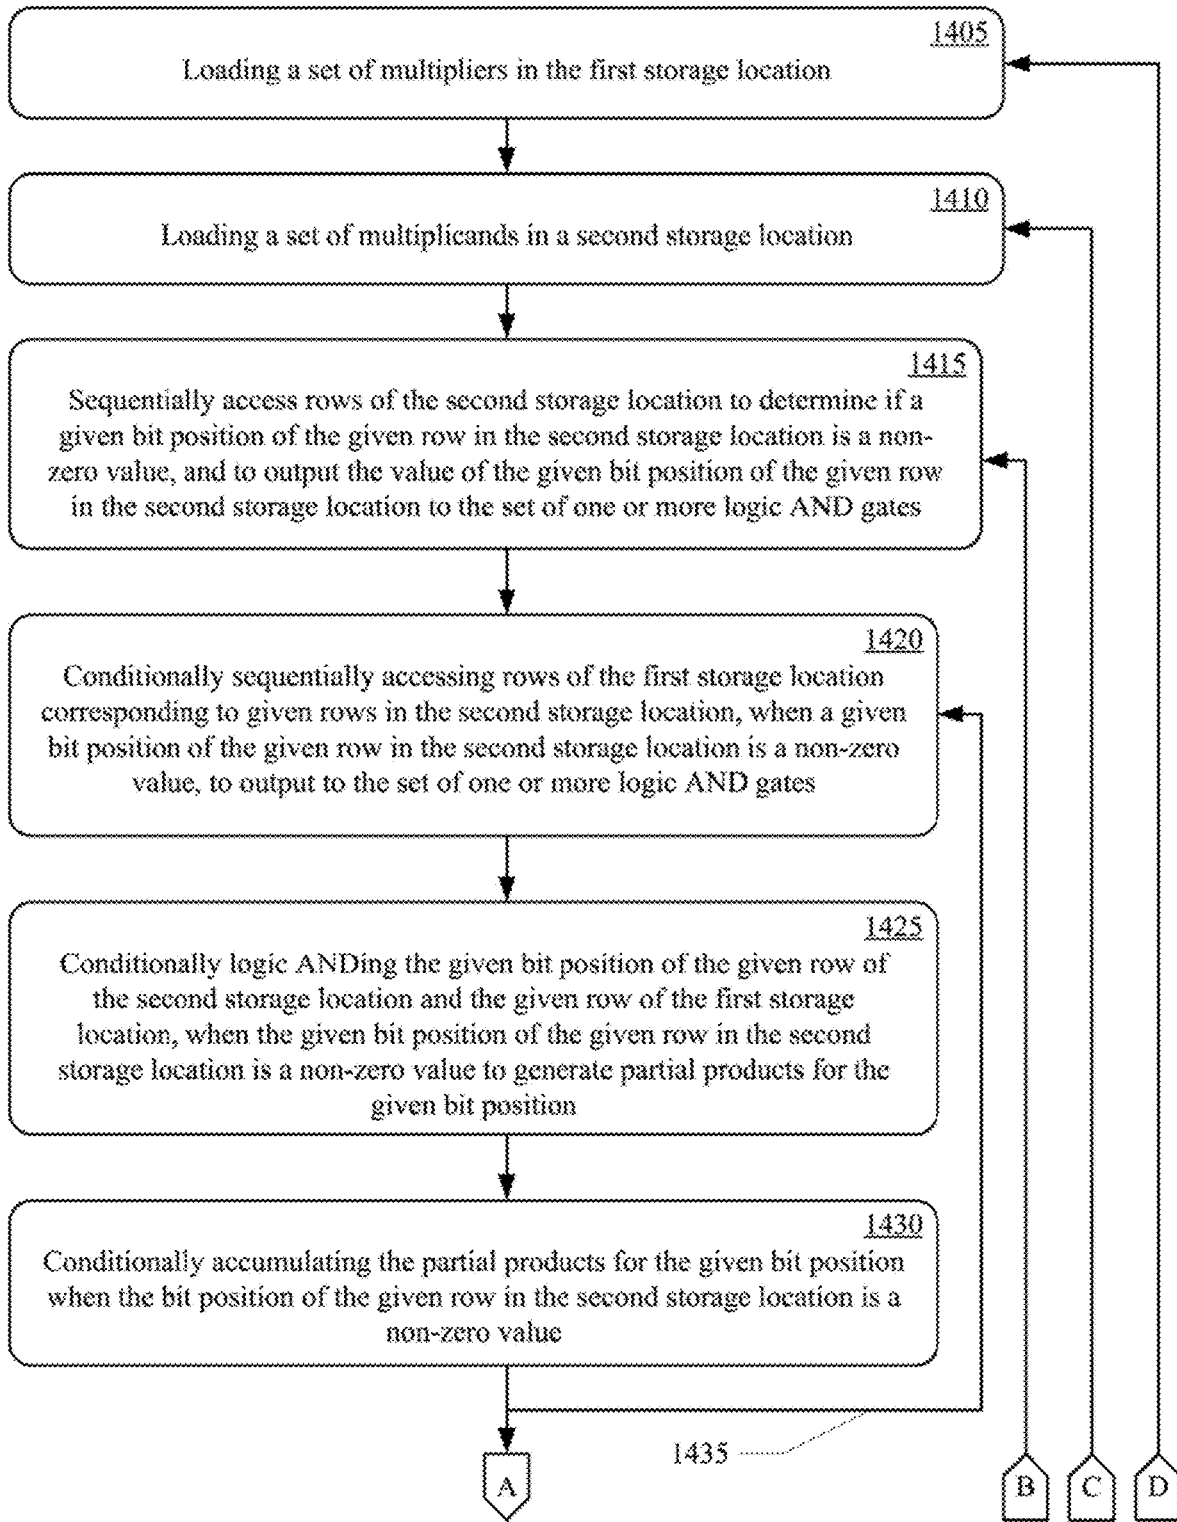 1405
Loading a set of multipliers in the first storage location
1410
Loading a set of multiplicands in a second storage location
1415
Sequentially access rows of the second storage location to determine if a
given bit position of the given row in the second storage location is a non-
zero value, and to output the value of the given bit position of the given row
in the second storage location to the set of one or more logic AND gates
1420
Conditionally sequentially accessing rows of the first storage location
corresponding to given rows in the second storage location, when a given
bit position of the given row in the second storage location is a non-zero
value, to output to the set of one or more logic AND gates
1425
Conditionally logic ANDing the given bit position of the given row of
the second storage location and the given row of the first storage
location, when the given bit position of the given row in the second
storage location is a non-zero value to generate partial products for the
given bit position
1430
Conditionally accumulating the partial products for the given bit position
when the bit position of the given row in the second storage location is a
non-zero value
1435
A
B
C
D